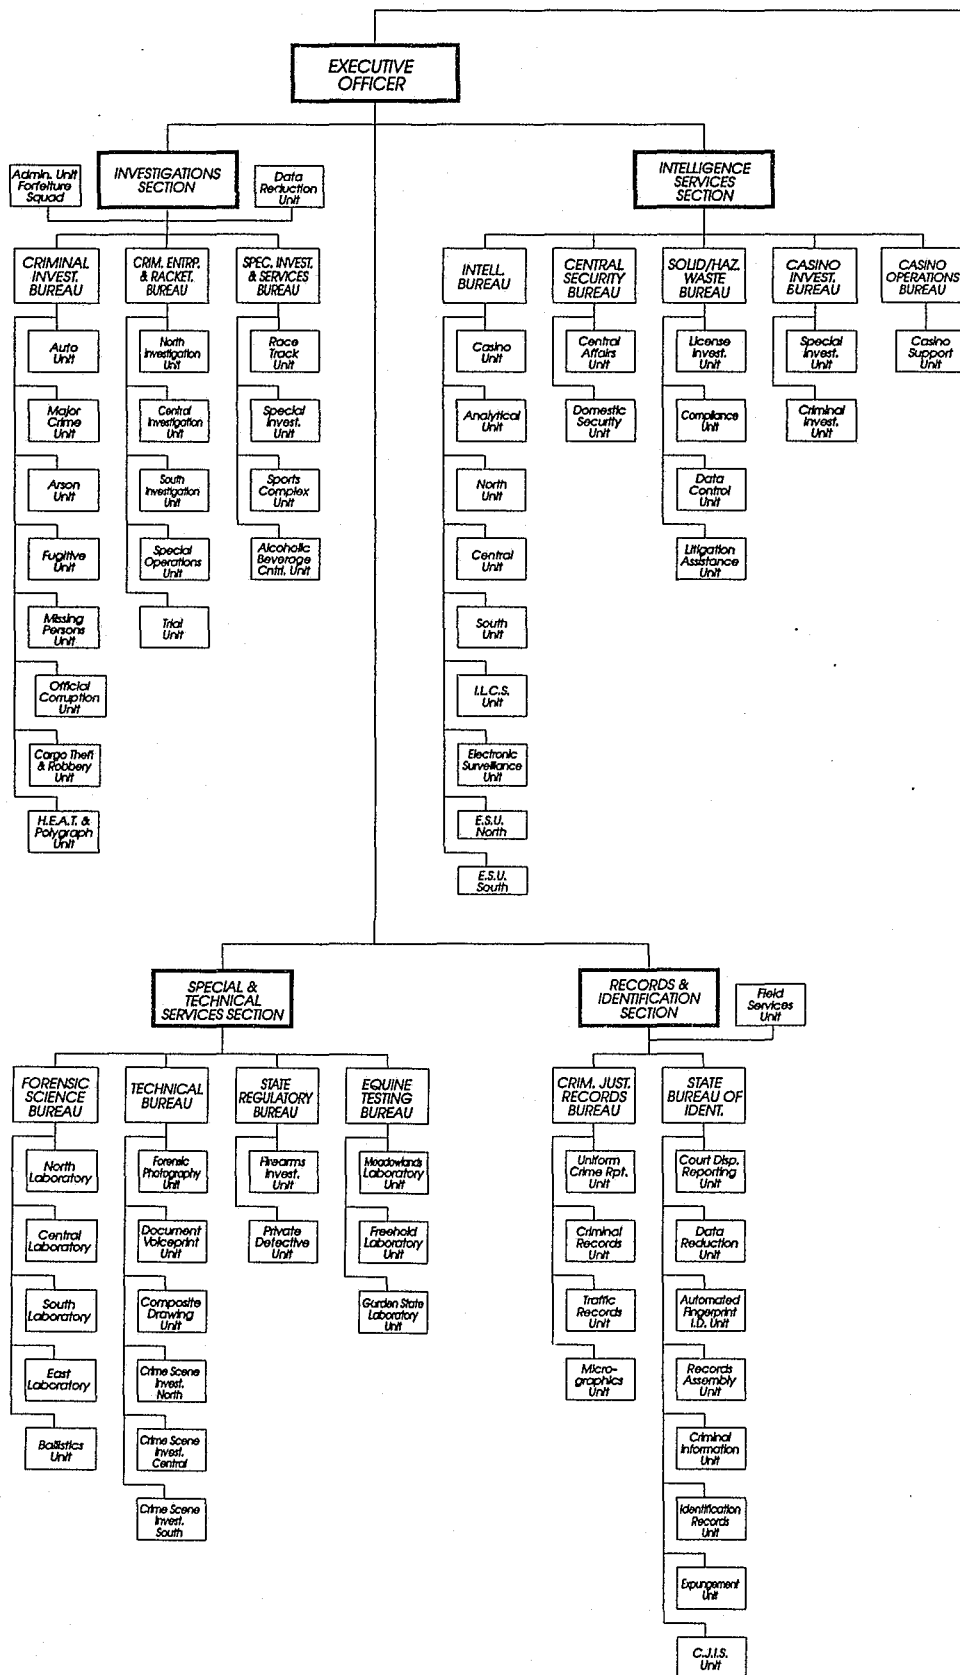 EXECUTIVE
OFFICER
INVESTIGATIONS
SECTION
Admin. Unit
Forfeiture
Squad
Data
Reduction
Unit
CRIMINAL
INVEST.
BUREAU
Auto
Unit
Major
Crime
Unit
Arson
Unit
Fugitive
Unit
Missing
Persons
Unit
Official
Corruption
Unit
Cargo Theft
& Robbery
Unit
H.E.A.T. &
Polygraph
Unit
CRIM. ENTRP.
& RACKET.
BUREAU
North
Investigation
Unit
Central
Investigation
Unit
South
Investigation
Unit
Special
Operations
Unit
Trial
Unit
SPEC. INVEST.
& SERVICES
BUREAU
Race
Track
Unit
Special
Invest.
Unit
Sports
Complex
Unit
Alcoholic
Beverage
Cntrl. Unit
INTELLIGENCE
SERVICES
SECTION
INTELL.
BUREAU
Casino
Unit
Analytical
Unit
North
Unit
Central
Unit
South
Unit
I.L.C.S.
Unit
Electronic
Surveillance
Unit
E.S.U.
North
E.S.U.
South
CENTRAL
SECURITY
BUREAU
Central
Affairs
Unit
Domestic
Security
Unit
SOLID/HAZ.
WASTE
BUREAU
License
Invest.
Unit
Compliance
Unit
Data
Control
Unit
Litigation
Assistance
Unit
CASINO
INVEST.
BUREAU
Special
Invest.
Unit
Criminal
Invest.
Unit
CASINO
OPERATIONS
BUREAU
Casino
Support
Unit
SPECIAL &
TECHNICAL
SERVICES SECTION
FORENSIC
SCIENCE
BUREAU
North
Laboratory
Central
Laboratory
South
Laboratory
East
Laboratory
Ballistics
Unit
TECHNICAL
BUREAU
Forensic
Photography
Unit
Document
Voiceprint
Unit
Composite
Drawing
Unit
Crime Scene
Invest.
North
Crime Scene
Invest.
Central
Crime Scene
Invest.
South
STATE
REGULATORY
BUREAU
Firearms
Invest.
Unit
Private
Detective
Unit
EQUINE
TESTING
BUREAU
Meadowlands
Laboratory
Unit
Freehold
Laboratory
Unit
Garden State
Laboratory
Unit
RECORDS &
IDENTIFICATION
SECTION
Field
Services
Unit
CRIM. JUST.
RECORDS
BUREAU
Uniform
Crime Rpt.
Unit
Criminal
Records
Unit
Traffic
Records
Unit
Micro-
graphics
Unit
STATE
BUREAU OF
IDENT.
Court Disp.
Reporting
Unit
Data
Reduction
Unit
Automated
Fingerprint
I.D. Unit
Records
Assembly
Unit
Criminal
Information
Unit
Identification
Records
Unit
Expungement
Unit
C.J.I.S.
Unit